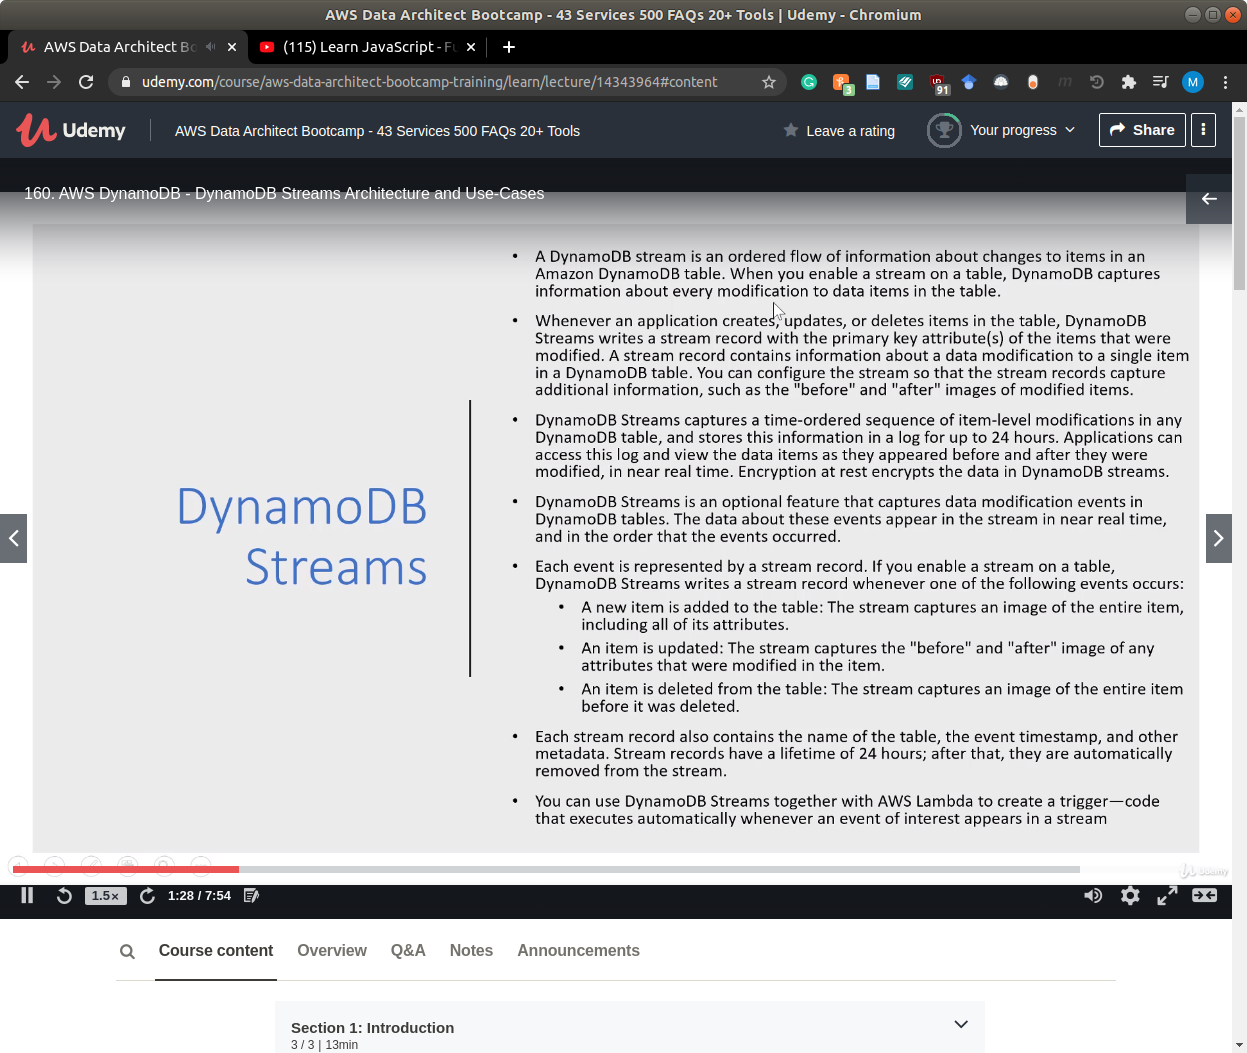 AWS Data Architect Bootcamp - 43 Services 500 FAQs 20+ Tools | Udemy - Chromium
AWS Data Architect Bo
(115) Learn JavaScript - Fu
udemy.com/course/aws-data-architect-bootcamp-training/learn/lecture/14343964#content
3
91
M
Udemy
AWS Data Architect Bootcamp - 43 Services 500 FAQs 20+ Tools
Leave a rating
Your progress
Share
160. AWS DynamoDB - DynamoDB Streams Architecture and Use-Cases
DynamoDB
Streams
• A DynamoDB stream is an ordered flow of information about changes to items in an
Amazon DynamoDB table. When you enable a stream on a table, DynamoDB captures
information about every modification to data items in the table.
• Whenever an application creates, updates, or deletes items in the table, DynamoDB
Streams writes a stream record with the primary key attribute(s) of the items that were
modified. A stream record contains information about a data modification to a single item
in a DynamoDB table. You can configure the stream so that the stream records capture
additional information, such as the "before" and "after" images of modified items.
• DynamoDB Streams captures a time-ordered sequence of item-level modifications in any
DynamoDB table, and stores this information in a log for up to 24 hours. Applications can
access this log and view the data items as they appeared before and after they were
modified, in near real time. Encryption at rest encrypts the data in DynamoDB streams.
• DynamoDB Streams is an optional feature that captures data modification events in
DynamoDB tables. The data about these events appear in the stream in near real time,
and in the order that the events occurred.
• Each event is represented by a stream record. If you enable a stream on a table,
DynamoDB Streams writes a stream record whenever one of the following events occurs:
• A new item is added to the table: The stream captures an image of the entire item,
including all of its attributes.
• An item is updated: The stream captures the "before" and "after" image of any
attributes that were modified in the item.
• An item is deleted from the table: The stream captures an image of the entire item
before it was deleted.
• Each stream record also contains the name of the table, the event timestamp, and other
metadata. Stream records have a lifetime of 24 hours; after that, they are automatically
removed from the stream.
• You can use DynamoDB Streams together with AWS Lambda to create a trigger—code
that executes automatically whenever an event of interest appears in a stream
Udemy
1.5×
1:28 / 7:54
Course content
Overview
Q&A
Notes
Announcements
Section 1: Introduction
3 / 3 | 13min